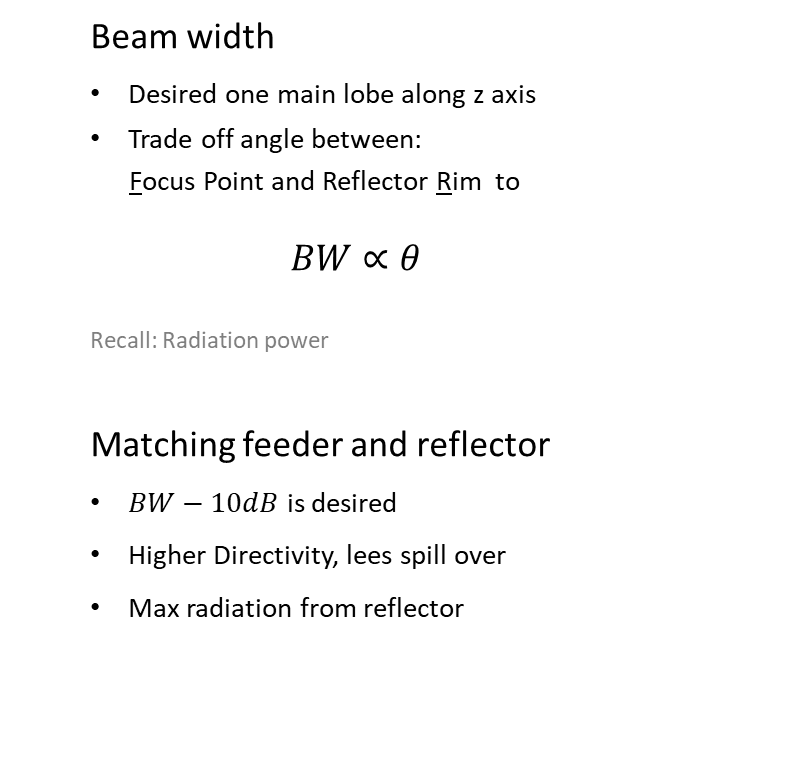 Beam width
• Desired one main lobe along z axis
• Trade off angle between:
Focus Point and Reflector Rim to
BW ∝ θ
Recall: Radiation power
Matching feeder and reflector
• BW − 10dB is desired
• Higher Directivity, lees spill over
• Max radiation from reflector